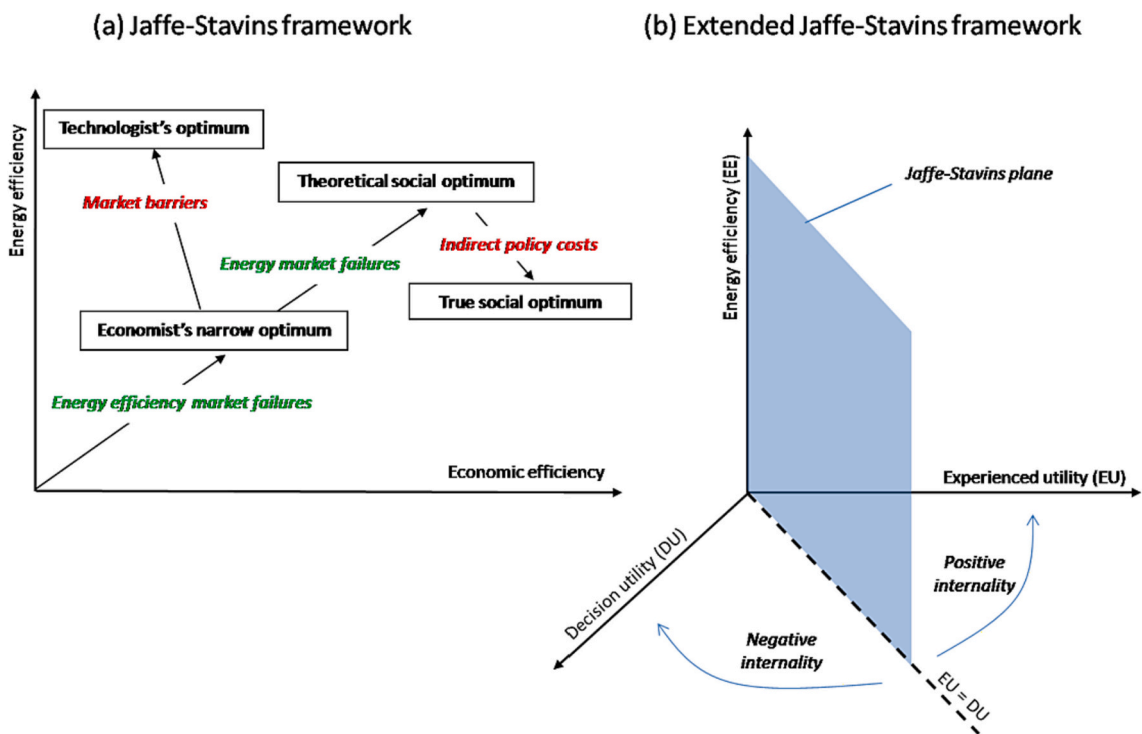 (a) Jaffe-Stavins framework
Energy efficiency
Technologist's optimum
Market barriers
Theoretical social optimum
Energy market failures
Indirect policy costs
True social optimum
Economist's narrow optimum
Energy efficiency market failures
Economic efficiency
(b) Extended Jaffe-Stavins framework
Energy efficiency (EE)
Jaffe-Stavins plane
Experienced utility (EU)
Decision utility (DU)
Positive
internality
Negative
internality
EU = DU